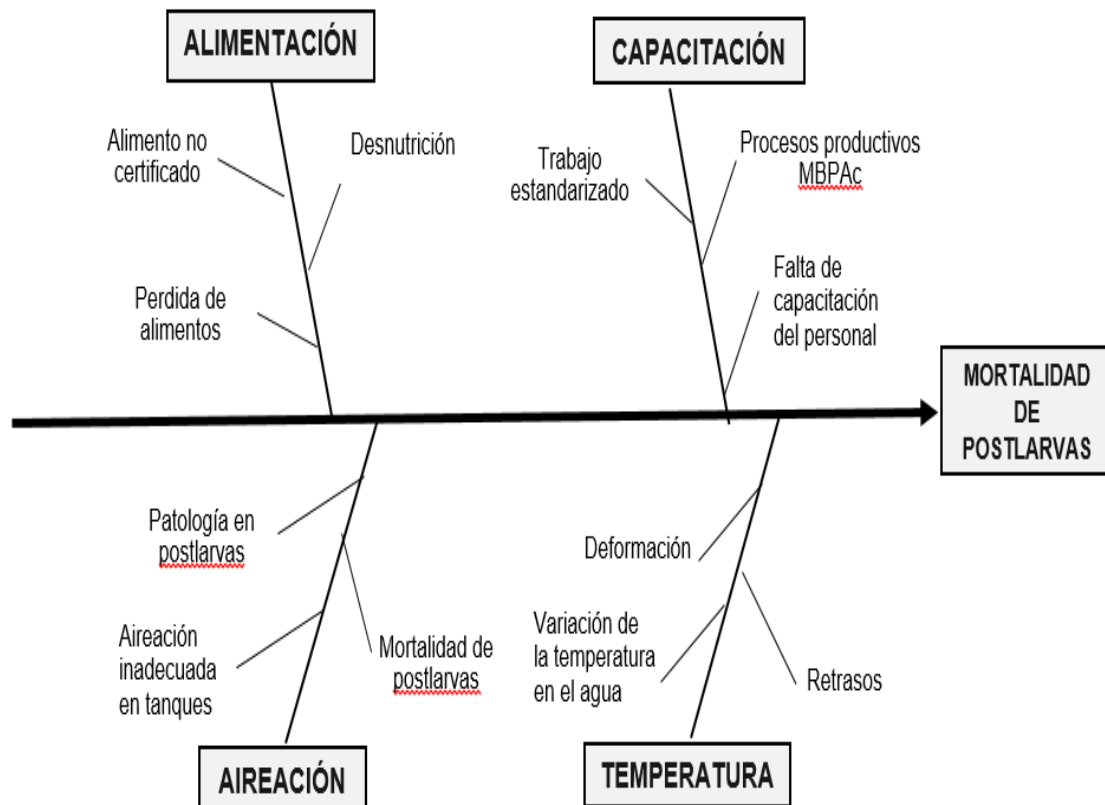 ALIMENTACIÓN
CAPACITACIÓN
Alimento no
certificado
Desnutrición
Perdida de
alimentos
Trabajo
estandarizado
Procesos productivos
MBPAc
Falta de
capacitación
del personal
MORTALIDAD
DE
POSTLARVAS
Patología en
postlarvas
Aireación
inadecuada
en tanques
Mortalidad de
postlarvas
Deformación
Variación de
la temperatura
en el agua
Retrasos
AIREACIÓN
TEMPERATURA